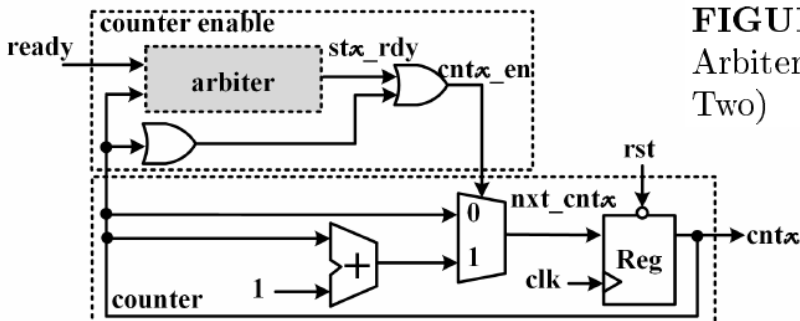 counter enable
FIGU
Arbiter
Two)
ready
stx_rdy
arbiter
cntx_en
rst
0
nxt_cntx
1
+
Reg
cntx
clk
1
counter